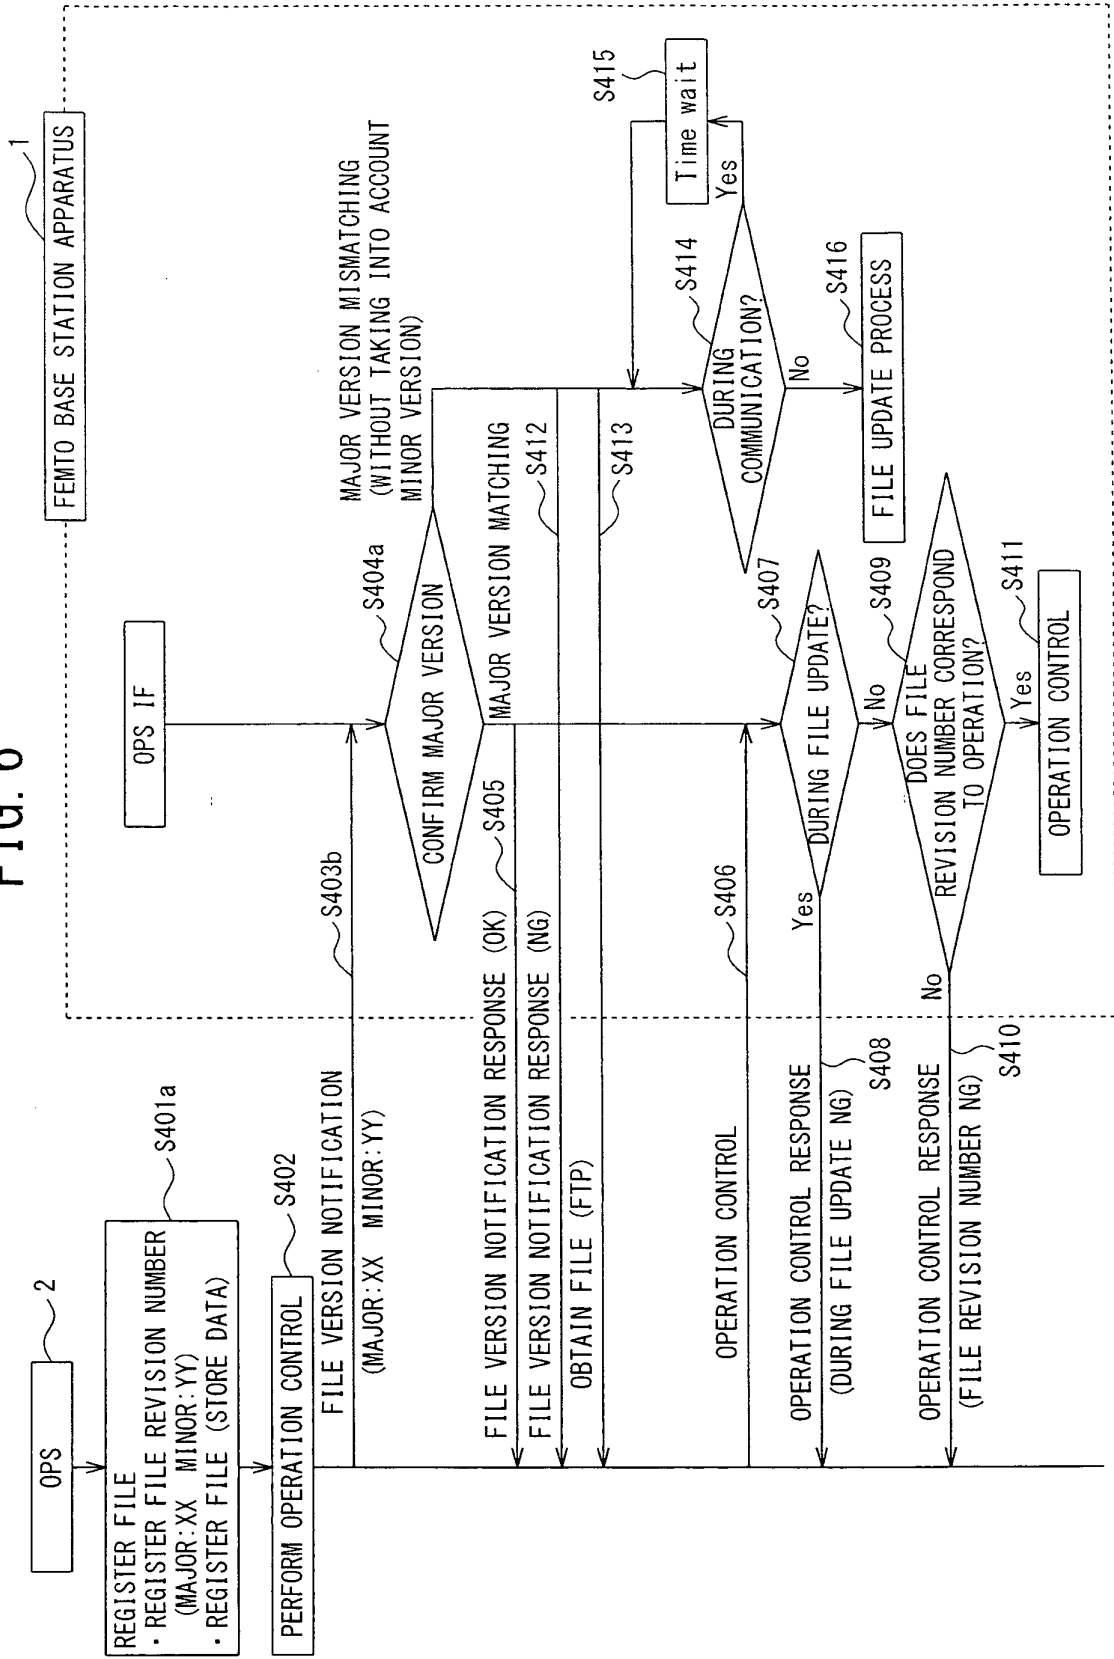 FIG. 6
OPS
2
REGISTER FILE
・REGISTER FILE REVISION NUMBER
(MAJOR:XX MINOR:YY)
・REGISTER FILE (STORE DATA)
S401a
PERFORM OPERATION CONTROL
S402
FEMTO BASE STATION APPARATUS
1
OPS IF
FILE VERSION NOTIFICATION
(MAJOR:XX MINOR:YY)
S403b
CONFIRM MAJOR VERSION
S404a
MAJOR VERSION MISMATCHING
(WITHOUT TAKING INTO ACCOUNT
MINOR VERSION)
MAJOR VERSION MATCHING
FILE VERSION NOTIFICATION RESPONSE (OK)
S405
FILE VERSION NOTIFICATION RESPONSE (NG)
S412
OBTAIN FILE (FTP)
S413
DURING
COMMUNICATION?
S414
Yes
Time wait
S415
No
FILE UPDATE PROCESS
S416
OPERATION CONTROL
S406
DURING FILE UPDATE?
S407
Yes
No
OPERATION CONTROL RESPONSE
(DURING FILE UPDATE NG)
S408
DOES FILE
REVISION NUMBER CORRESPOND
TO OPERATION?
S409
No
Yes
OPERATION CONTROL RESPONSE
(FILE REVISION NUMBER NG)
S410
OPERATION CONTROL
S411